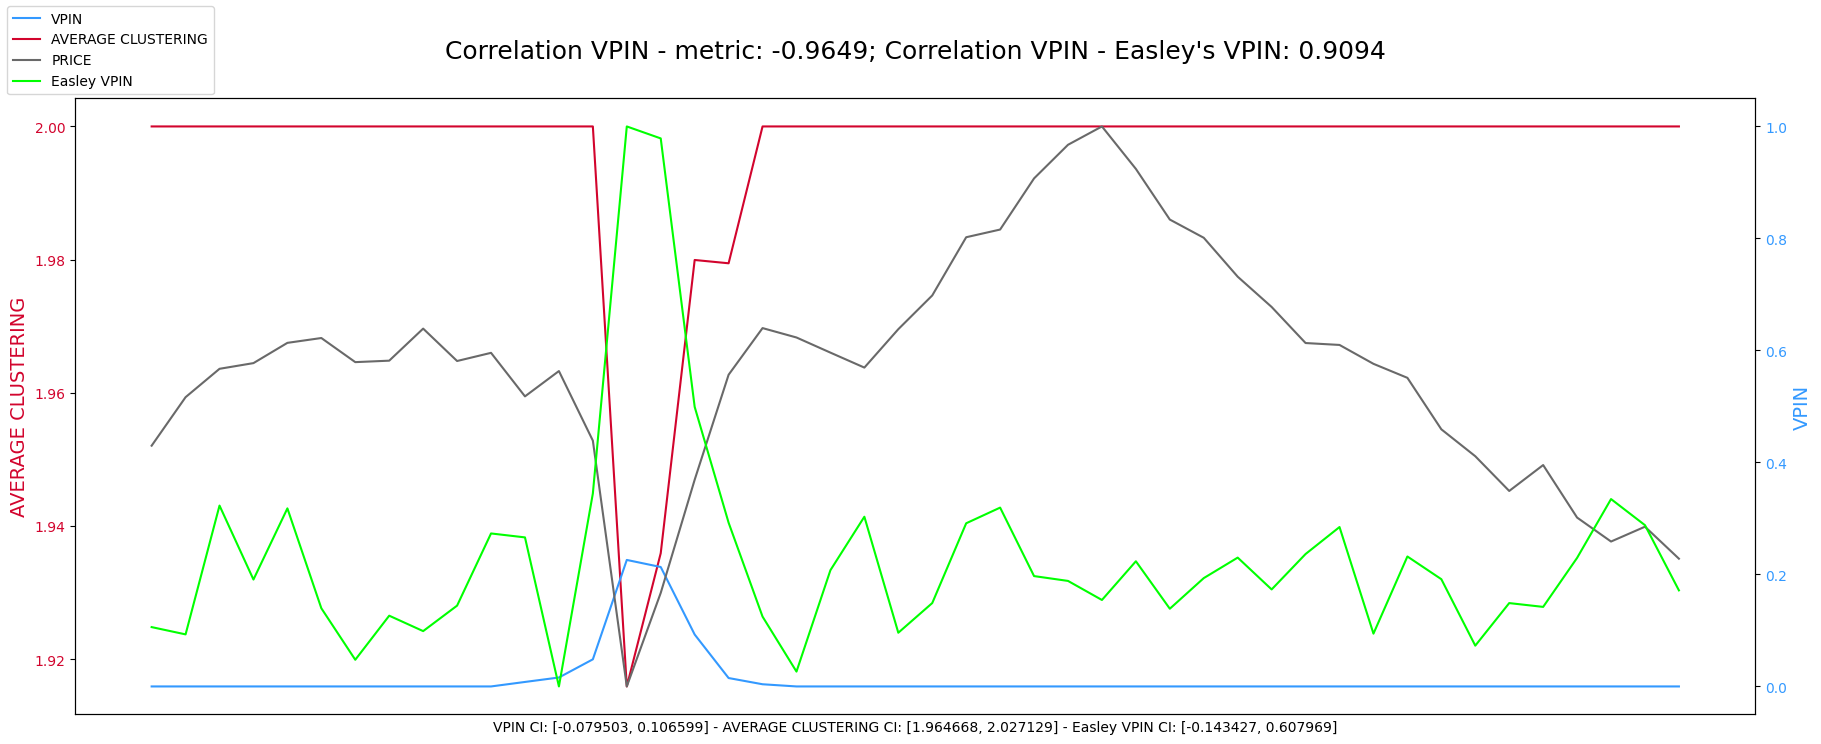 VPIN
AVERAGE CLUSTERING
PRICE
Easley VPIN
Correlation VPIN - metric: -0.9649; Correlation VPIN - Easley's VPIN: 0.9094
2.00
1.98
1.96
1.94
1.92
AVERAGE CLUSTERING
1.0
0.8
0.6
0.4
0.2
0.0
VPIN
VPIN CI: [-0.079503, 0.106599] - AVERAGE CLUSTERING CI: [1.964668, 2.027129] - Easley VPIN CI: [-0.143427, 0.607969]